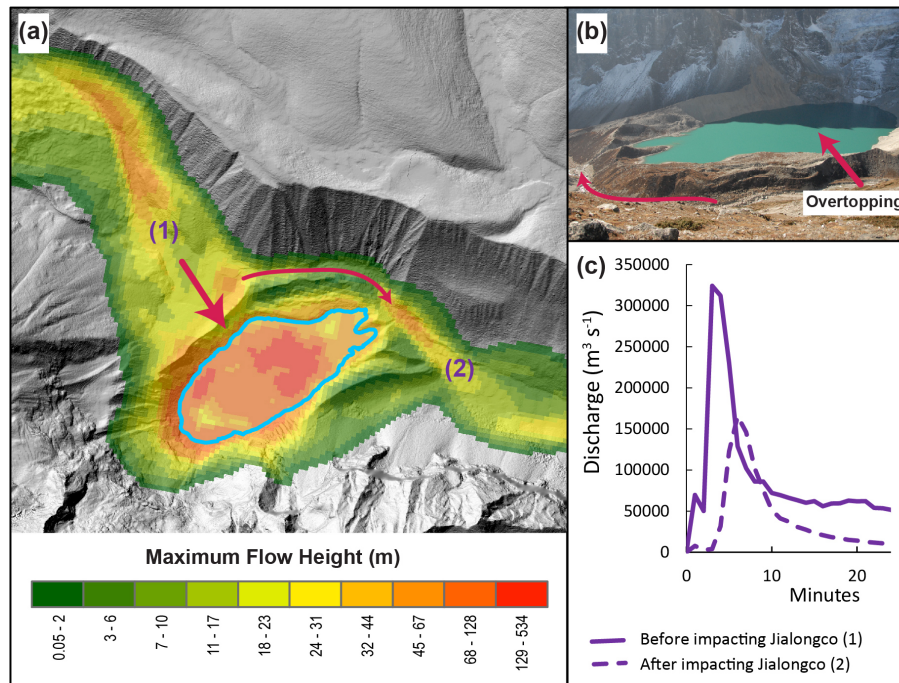 (a)
(1)
(2)
Maximum Flow Height (m)
0.05 - 2
3 - 6
7 - 10
11 - 17
18 - 23
24 - 31
32 - 44
45 - 67
68 - 128
129 - 534
(b)
Overtopping
(c)
Discharge (m³ s⁻¹)
350000
300000
250000
200000
150000
100000
50000
0
0 10 20
Minutes
Before impacting Jialongco (1)
After impacting Jialongco (2)